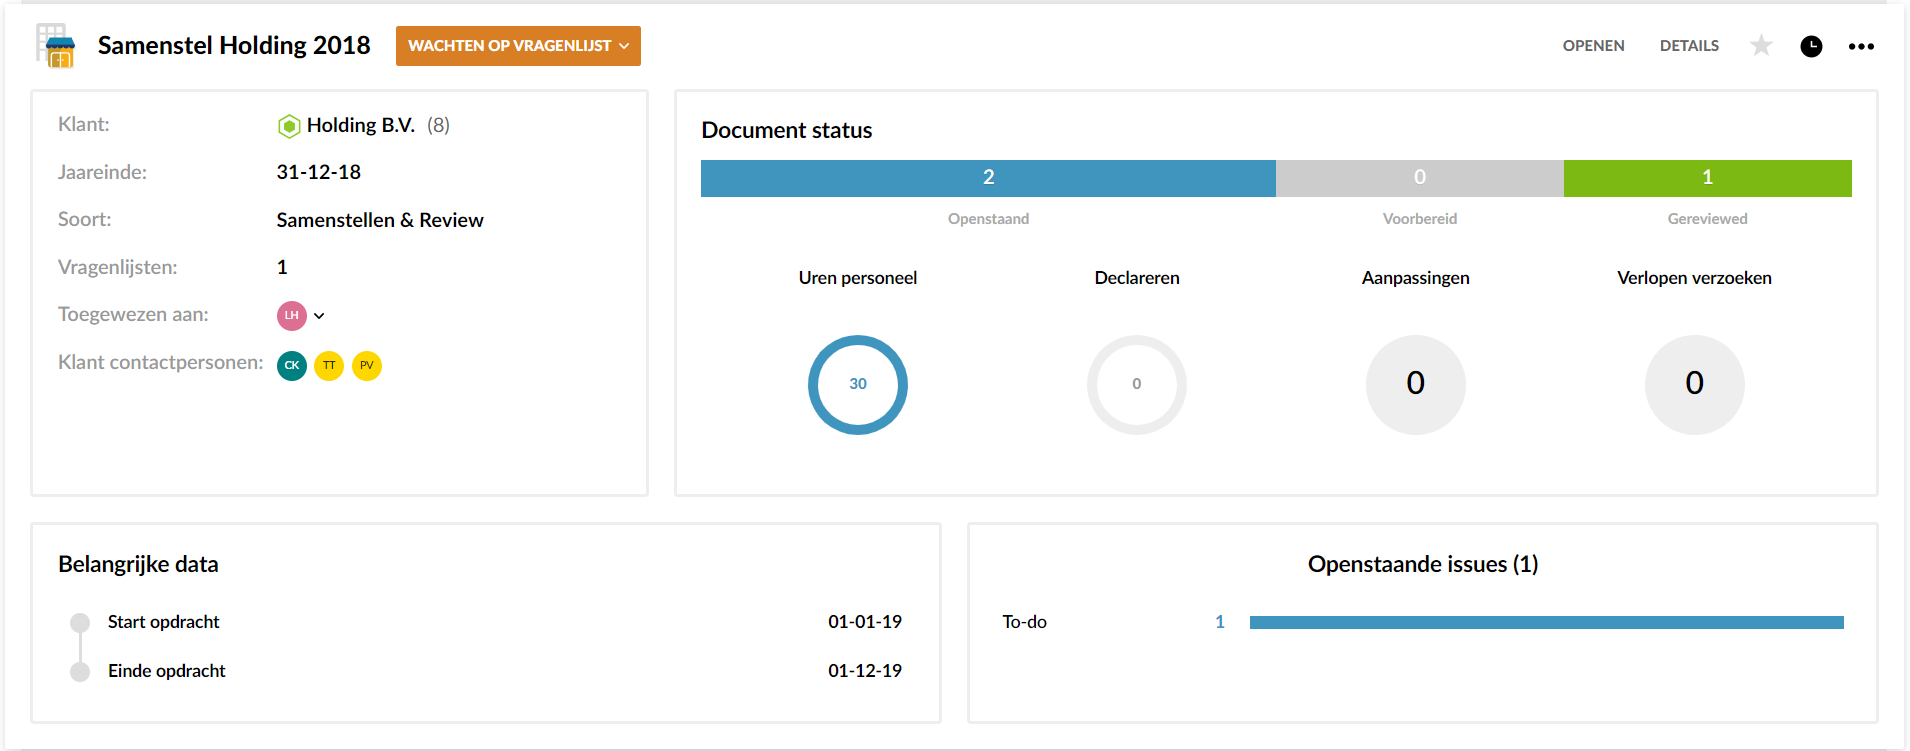 Samenstel Holding 2018
WACHTEN OP VRAGENLIJST
OPENEN
DETAILS
Klant: Holding B.V. (8)
Jaareinde: 31-12-18
Soort: Samenstellen & Review
Vragenlijsten: 1
Toegewezen aan: LH
Klant contactpersonen: CK TT PV
Document status
2 0 1
Openstaand Voorbereid Gereviewed
Uren personeel Declareren Aanpassingen Verlopen verzoeken
30 0 0 0
Belangrijke data
Start opdracht 01-01-19
Einde opdracht 01-12-19
Openstaande issues (1)
To-do 1